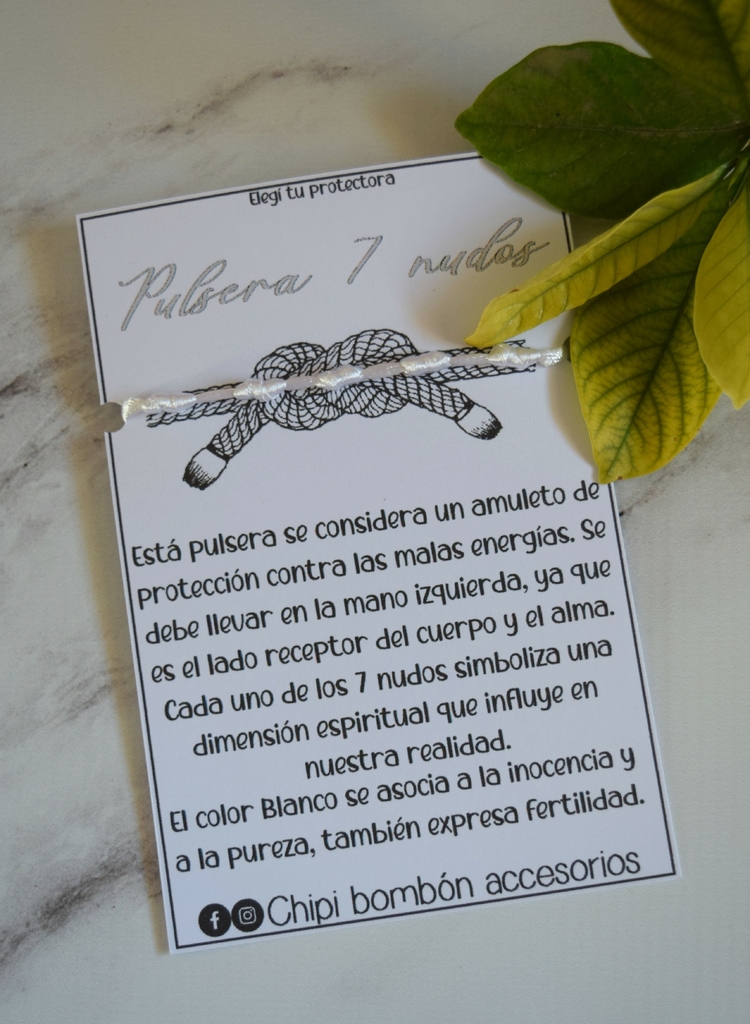 Elegí tu protectora
Pulsera 7 nudos
Está pulsera se considera un amuleto de
protección contra las malas energías. Se
debe llevar en la mano izquierda, ya que
es el lado receptor del cuerpo y el alma.
Cada uno de los 7 nudos simboliza una
dimensión espiritual que influye en
nuestra realidad.
El color Blanco se asocia a la inocencia y
a la pureza, también expresa fertilidad.
Chipi bombón accesorios